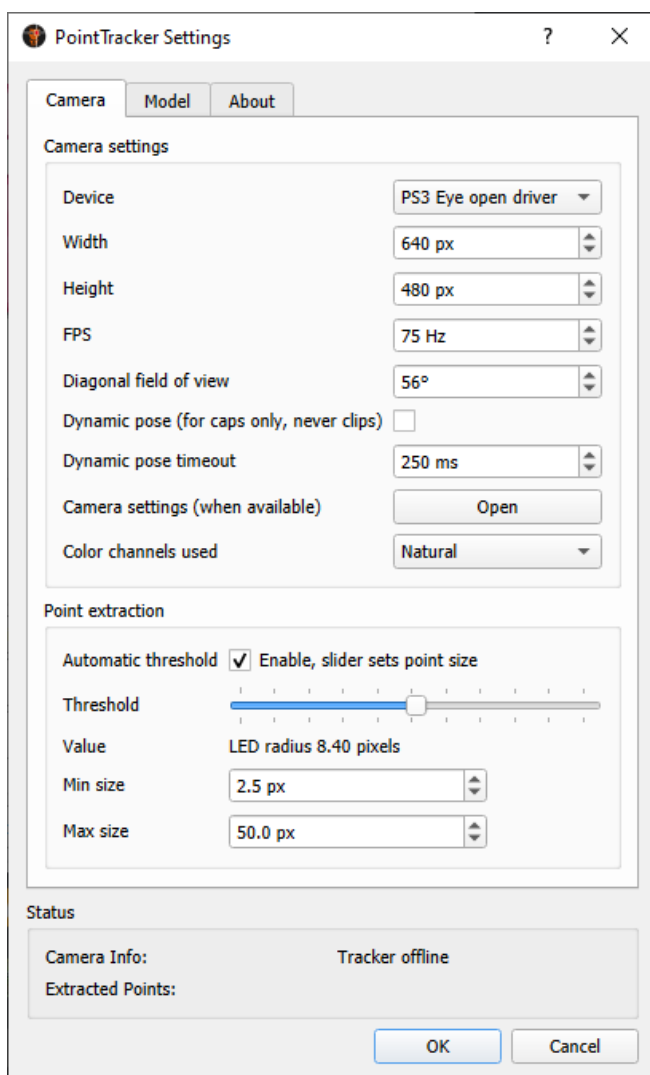 PointTracker Settings ? ×
Camera Model About
Camera settings
Device PS3 Eye open driver
Width 640 px
Height 480 px
FPS 75 Hz
Diagonal field of view 56°
Dynamic pose (for caps only, never clips)
Dynamic pose timeout 250 ms
Camera settings (when available) Open
Color channels used Natural
Point extraction
Automatic threshold Enable, slider sets point size
Threshold
Value LED radius 8.40 pixels
Min size 2.5 px
Max size 50.0 px
Status
Camera Info: Tracker offline
Extracted Points:
OK Cancel